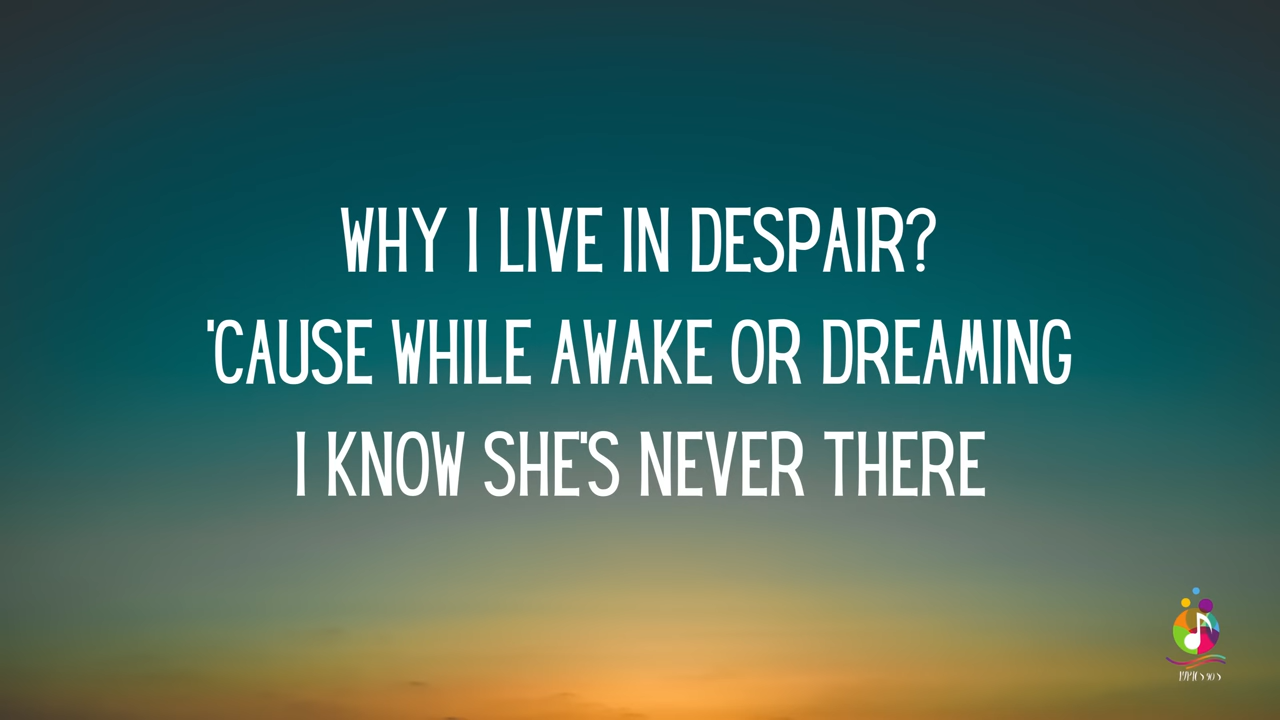 WHY I LIVE IN DESPAIR?
'CAUSE WHILE AWAKE OR DREAMING
I KNOW SHE'S NEVER THERE